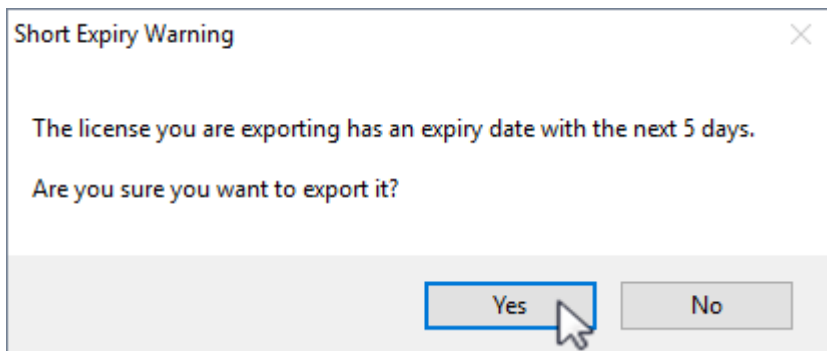 Short Expiry Warning
The license you are exporting has an expiry date with the next 5 days.
Are you sure you want to export it?
Yes
No